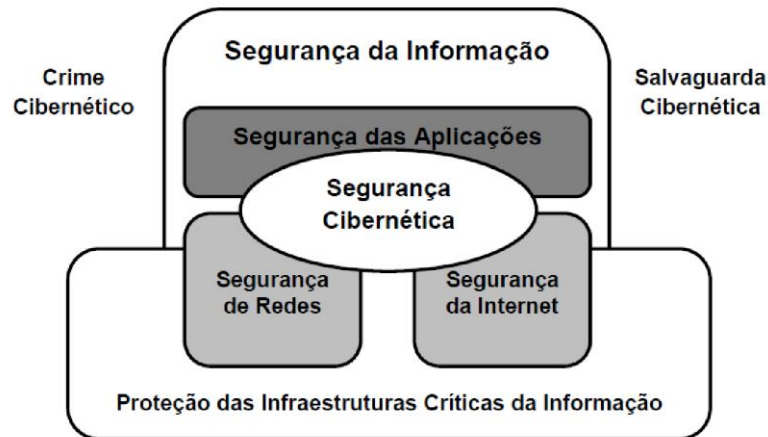 Segurança da Informação
Crime
Cibernético
Salvaguarda
Cibernética
Segurança das Aplicações
Segurança
Cibernética
Segurança
de Redes
Segurança
da Internet
Proteção das Infraestruturas Críticas da Informação